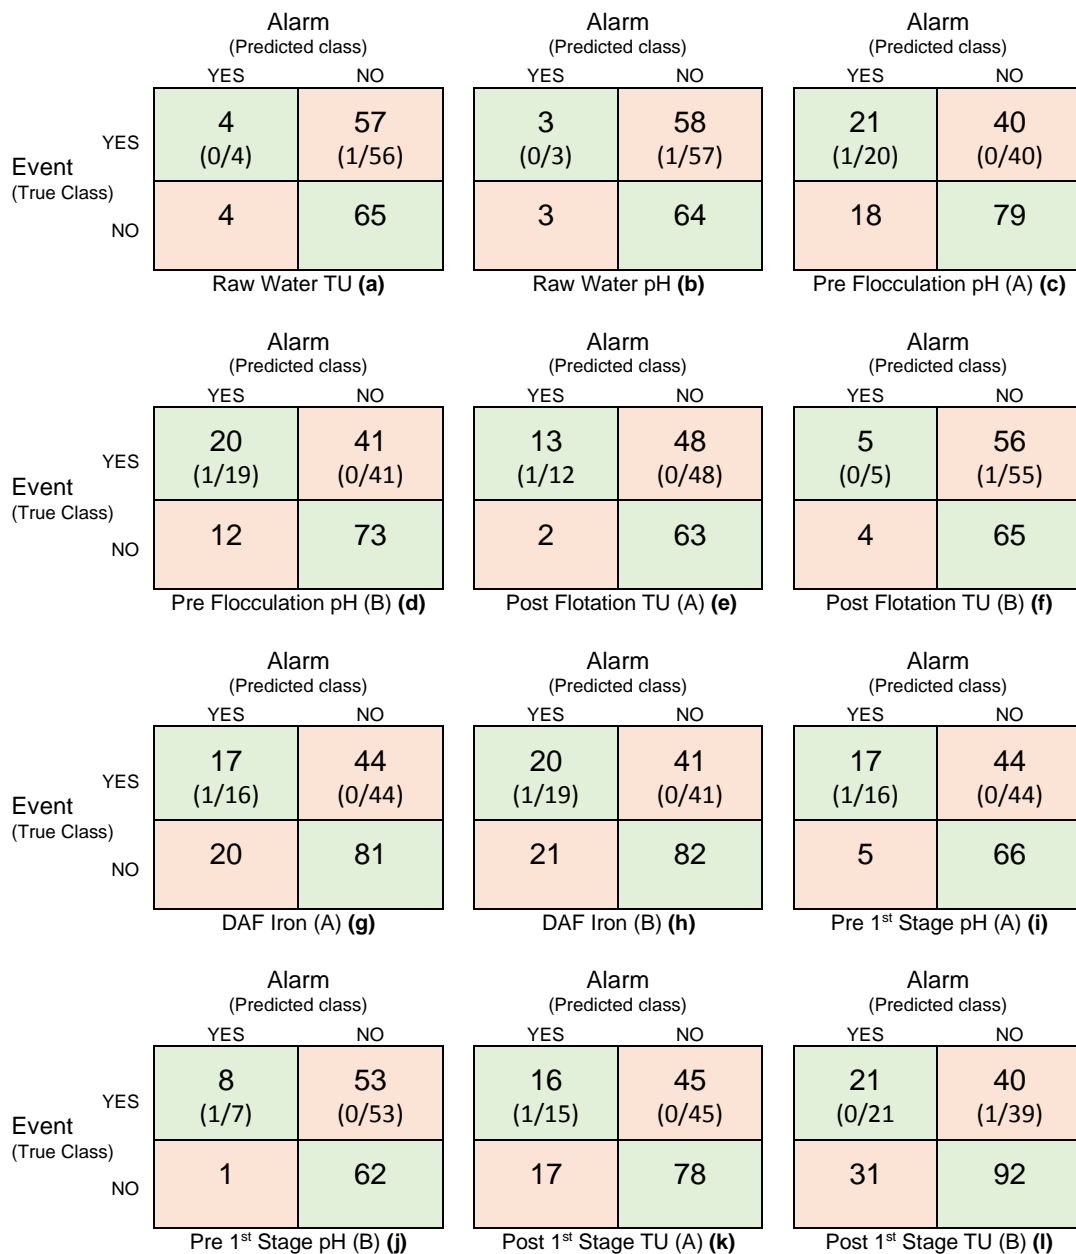 Alarm Alarm Alarm
(Predicted class) (Predicted class) (Predicted class)
YES NO YES NO YES NO
YES 4 57 3 58 21 40
(0/4) (1/56) (0/3) (1/57) (1/20) (0/40)
Event
(True Class)
NO 4 65 3 64 18 79
Raw Water TU (a) Raw Water pH (b) Pre Flocculation pH (A) (c)
Alarm Alarm Alarm
(Predicted class) (Predicted class) (Predicted class)
YES NO YES NO YES NO
YES 20 41 13 48 5 56
(1/19) (0/41) (1/12 (0/48) (0/5) (1/55)
Event
(True Class)
NO 12 73 2 63 4 65
Pre Flocculation pH (B) (d) Post Flotation TU (A) (e) Post Flotation TU (B) (f)
Alarm Alarm Alarm
(Predicted class) (Predicted class) (Predicted class)
YES NO YES NO YES NO
YES 17 44 20 41 17 44
(1/16) (0/44) (1/19) (0/41) (1/16) (0/44)
Event
(True Class)
NO 20 81 21 82 5 66
DAF Iron (A) (g) DAF Iron (B) (h) Pre 1st Stage pH (A) (i)
Alarm Alarm Alarm
(Predicted class) (Predicted class) (Predicted class)
YES NO YES NO YES NO
YES 8 53 16 45 21 40
(1/7) (0/53) (1/15) (0/45) (0/21 (1/39)
Event
(True Class)
NO 1 62 17 78 31 92
Pre 1st Stage pH (B) (j) Post 1st Stage TU (A) (k) Post 1st Stage TU (B) (l)